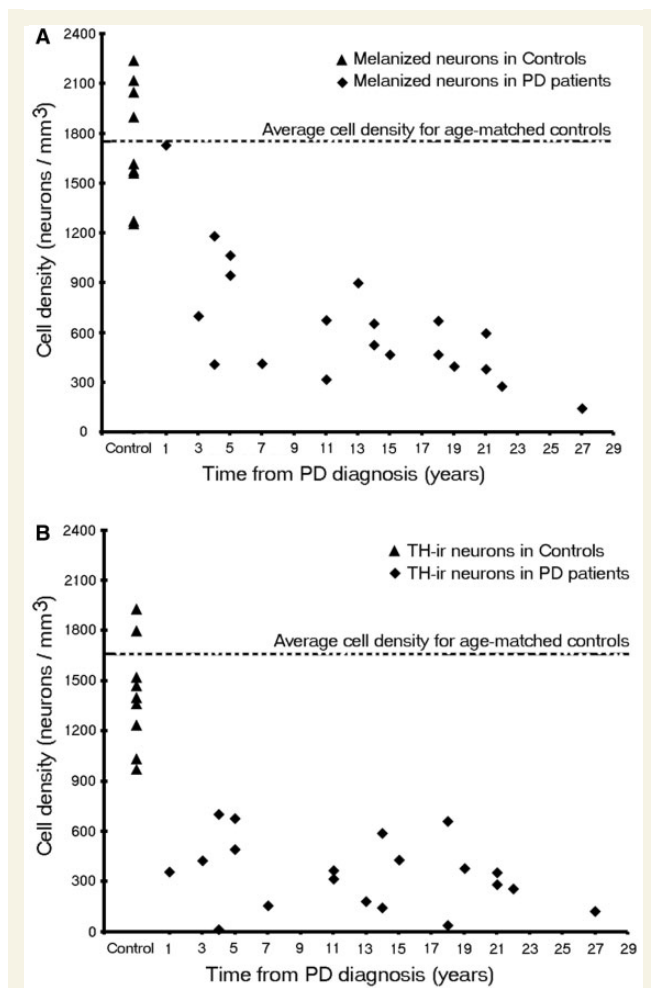 A
2400
▲ Melanized neurons in Controls
◆ Melanized neurons in PD patients
2100
Average cell density for age-matched controls
1800
1500
1200
900
600
300
0
Cell density (neurons / mm3)
Control 1 3 5 7 9 11 13 15 17 19 21 23 25 27 29
Time from PD diagnosis (years)
B
2400
▲ TH-ir neurons in Controls
◆ TH-ir neurons in PD patients
2100
1800
Average cell density for age-matched controls
1500
1200
900
600
300
0
Cell density (neurons / mm3)
Control 1 3 5 7 9 11 13 15 17 19 21 23 25 27 29
Time from PD diagnosis (years)